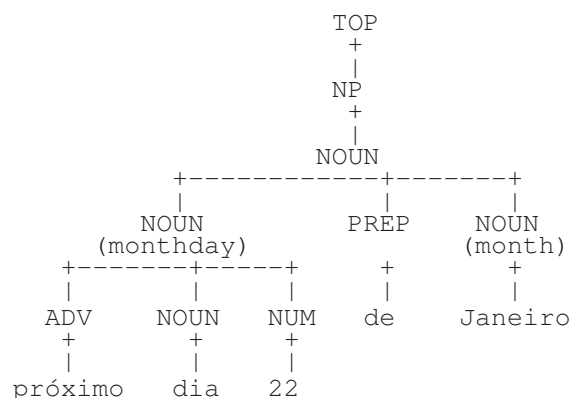 TOP
NP
NOUN
NOUN PREP NOUN
(monthday) (month)
ADV NOUN NUM de Janeiro
próximo dia 22